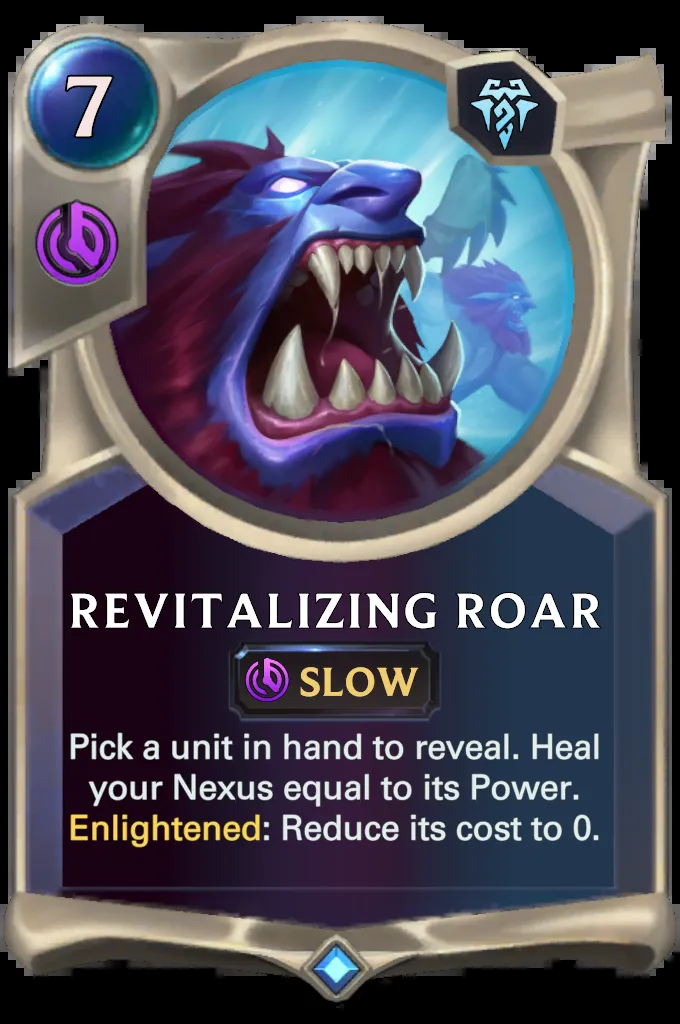 7
REVITALIZING ROAR
SLOW
Pick a unit in hand to reveal. Heal
your Nexus equal to its Power.
Enlightened: Reduce its cost to 0.